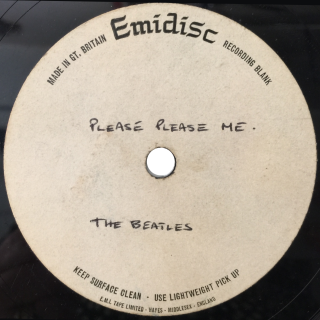 Emidisc
MADE IN GT. BRITAIN
RECORDING BLANK
PLEASE PLEASE ME.
THE BEATLES
KEEP SURFACE CLEAN · USE LIGHTWEIGHT PICK UP
E.M.I. TAPE LIMITED · HAYES · MIDDLESEX · ENGLAND